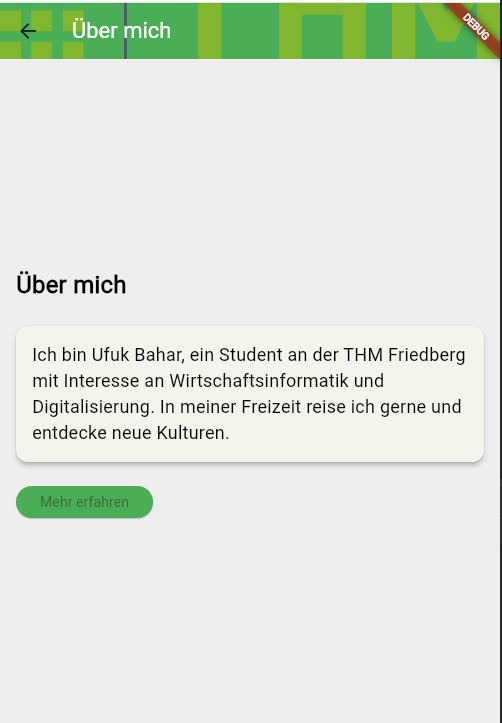 Über mich
DEBUG
Über mich
Ich bin Ufuk Bahar, ein Student an der THM Friedberg
mit Interesse an Wirtschaftsinformatik und
Digitalisierung. In meiner Freizeit reise ich gerne und
entdecke neue Kulturen.
Mehr erfahren